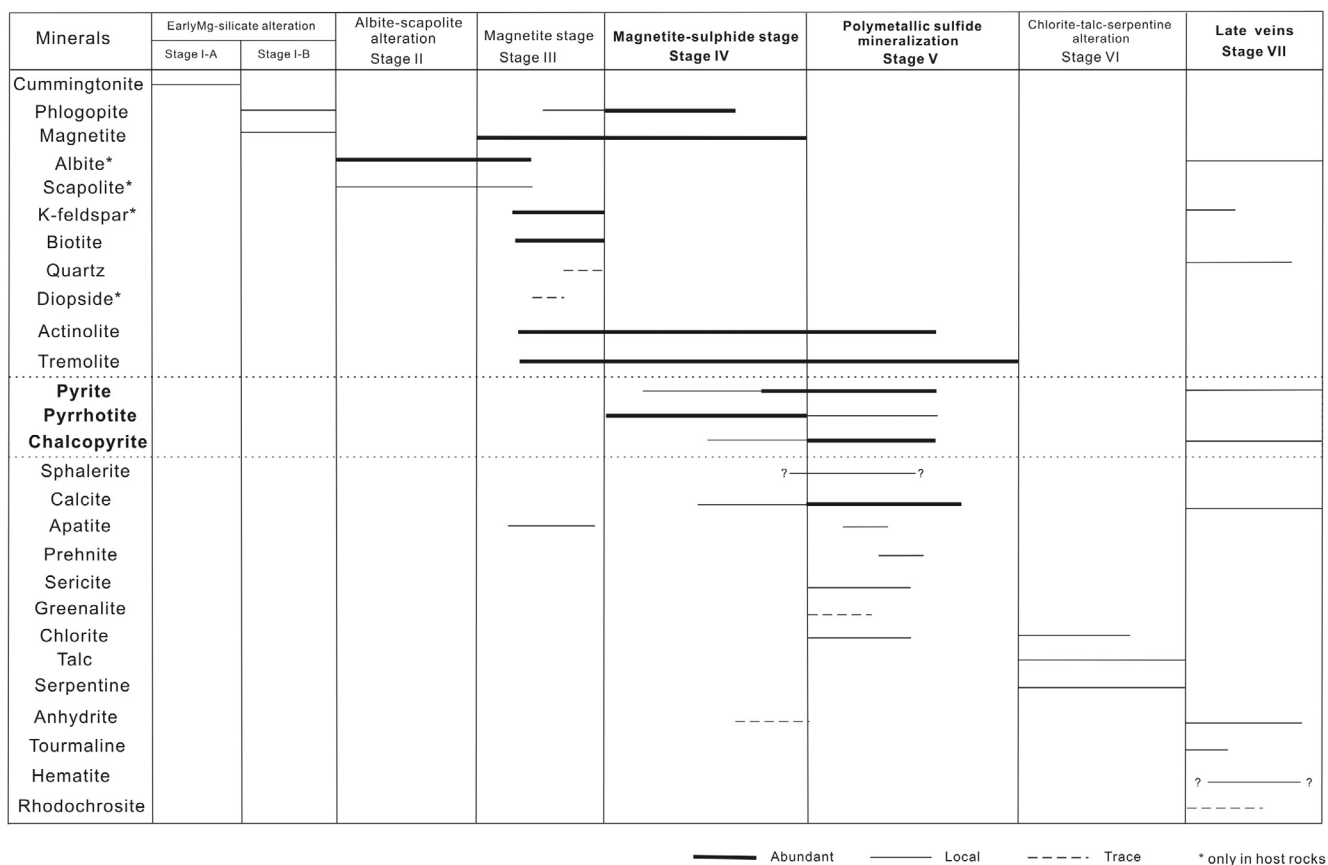 Minerals
EarlyMg-silicate alteration
Stage I-A
Stage I-B
Albite-scapolite
alteration
Stage II
Magnetite stage
Stage III
Magnetite-sulphide stage
Stage IV
Polymetallic sulfide
mineralization
Stage V
Chlorite-talc-serpentine
alteration
Stage VI
Late veins
Stage VII
Cummingtonite
Phlogopite
Magnetite
Albite*
Scapolite*
K-feldspar*
Biotite
Quartz
Diopside*
Actinolite
Tremolite
Pyrite
Pyrrhotite
Chalcopyrite
Sphalerite ? ?
Calcite
Apatite
Prehnite
Sericite
Greenalite
Chlorite
Talc
Serpentine
Anhydrite
Tourmaline
Hematite ? ?
Rhodochrosite
Abundant Local Trace * only in host rocks